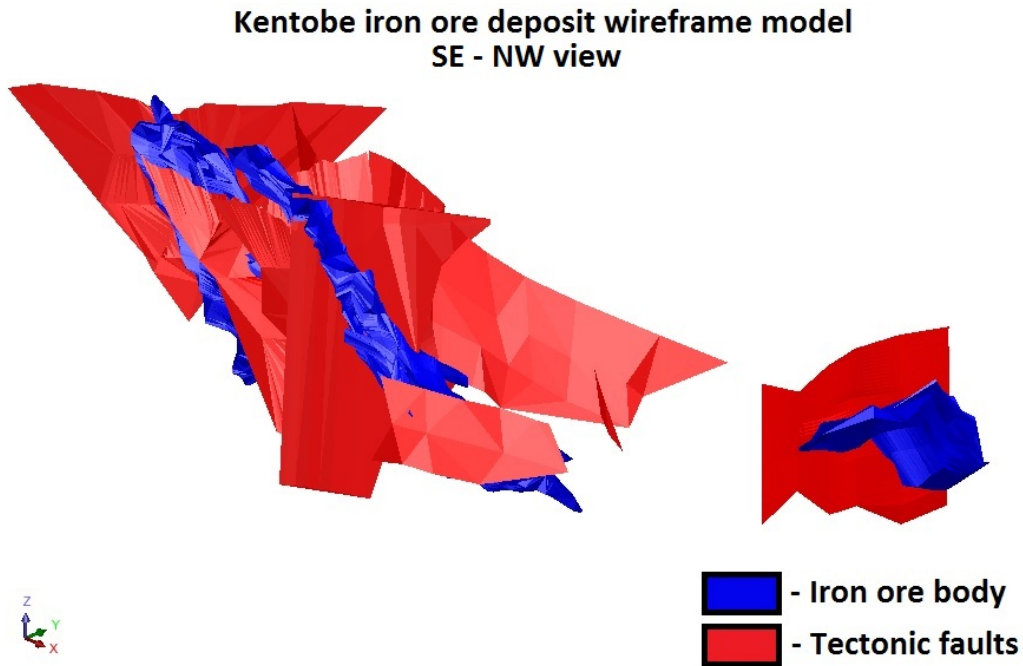 Kentobe iron ore deposit wireframe model
SE - NW view
Z
Y
X
- Iron ore body
- Tectonic faults